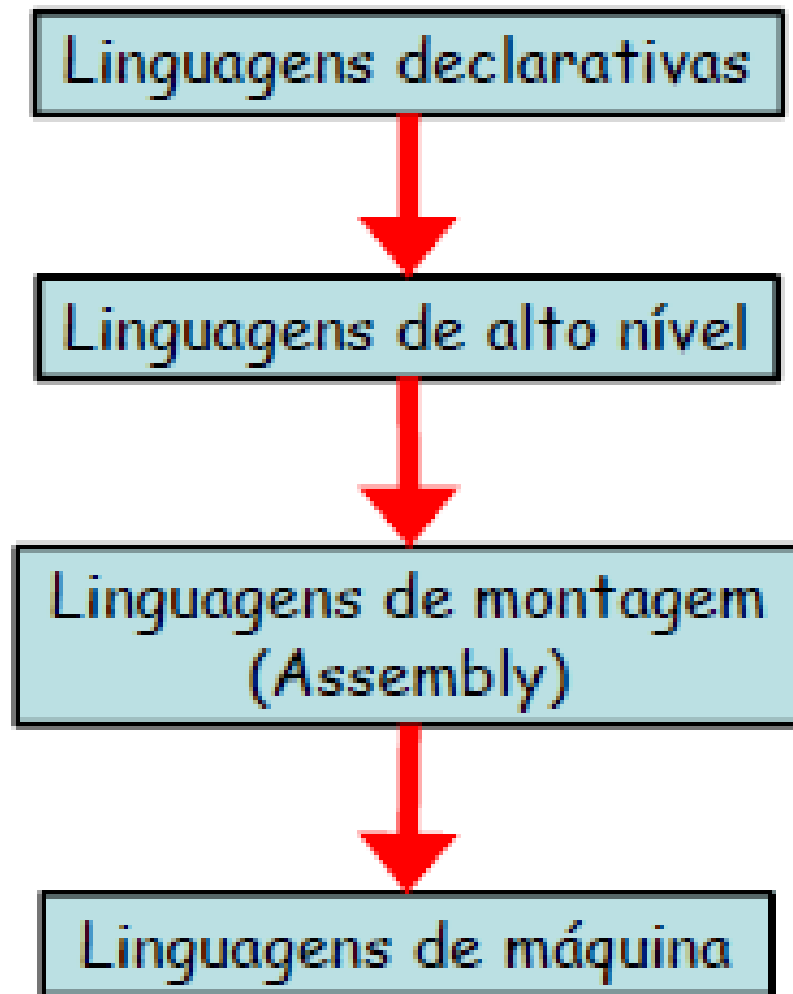 Linguagens declarativas
Linguagens de alto nível
Linguagens de montagem
(Assembly)
Linguagens de máquina